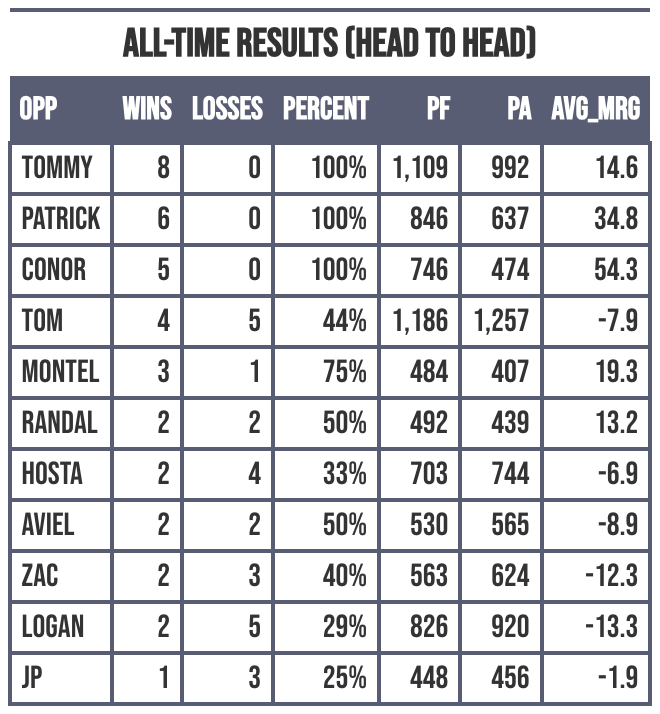 ALL-TIME RESULTS (HEAD TO HEAD)
OPP WINS LOSSES PERCENT PF PA AVG_MRG
TOMMY 8 0 100% 1,109 992 14.6
PATRICK 6 0 100% 846 637 34.8
CONOR 5 0 100% 746 474 54.3
TOM 4 5 44% 1,186 1,257 -7.9
MONTEL 3 1 75% 484 407 19.3
RANDAL 2 2 50% 492 439 13.2
HOSTA 2 4 33% 703 744 -6.9
AVIEL 2 2 50% 530 565 -8.9
ZAC 2 3 40% 563 624 -12.3
LOGAN 2 5 29% 826 920 -13.3
JP 1 3 25% 448 456 -1.9